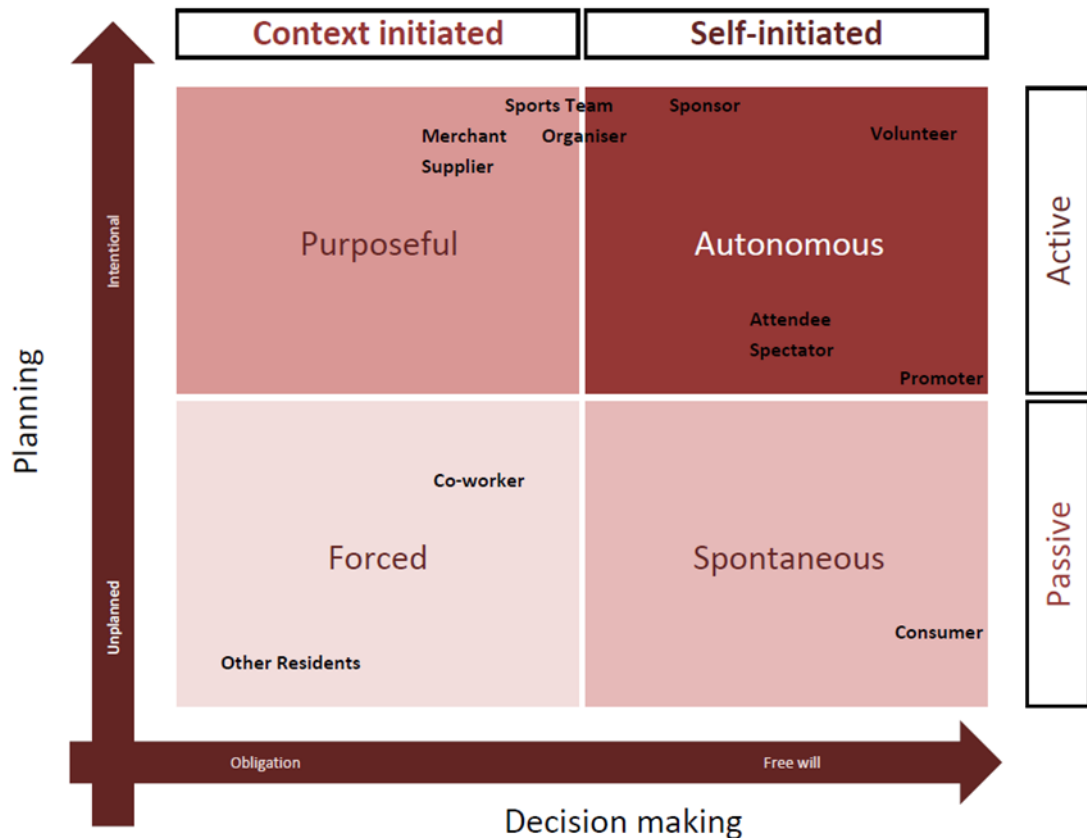 Context initiated
Self-initiated
Sports Team
Sponsor
Merchant
Organiser
Volunteer
Supplier
Intentional
Purposeful
Autonomous
Active
Attendee
Spectator
Promoter
Planning
Co-worker
Forced
Spontaneous
Passive
Unplanned
Consumer
Other Residents
Obligation
Free will
Decision making